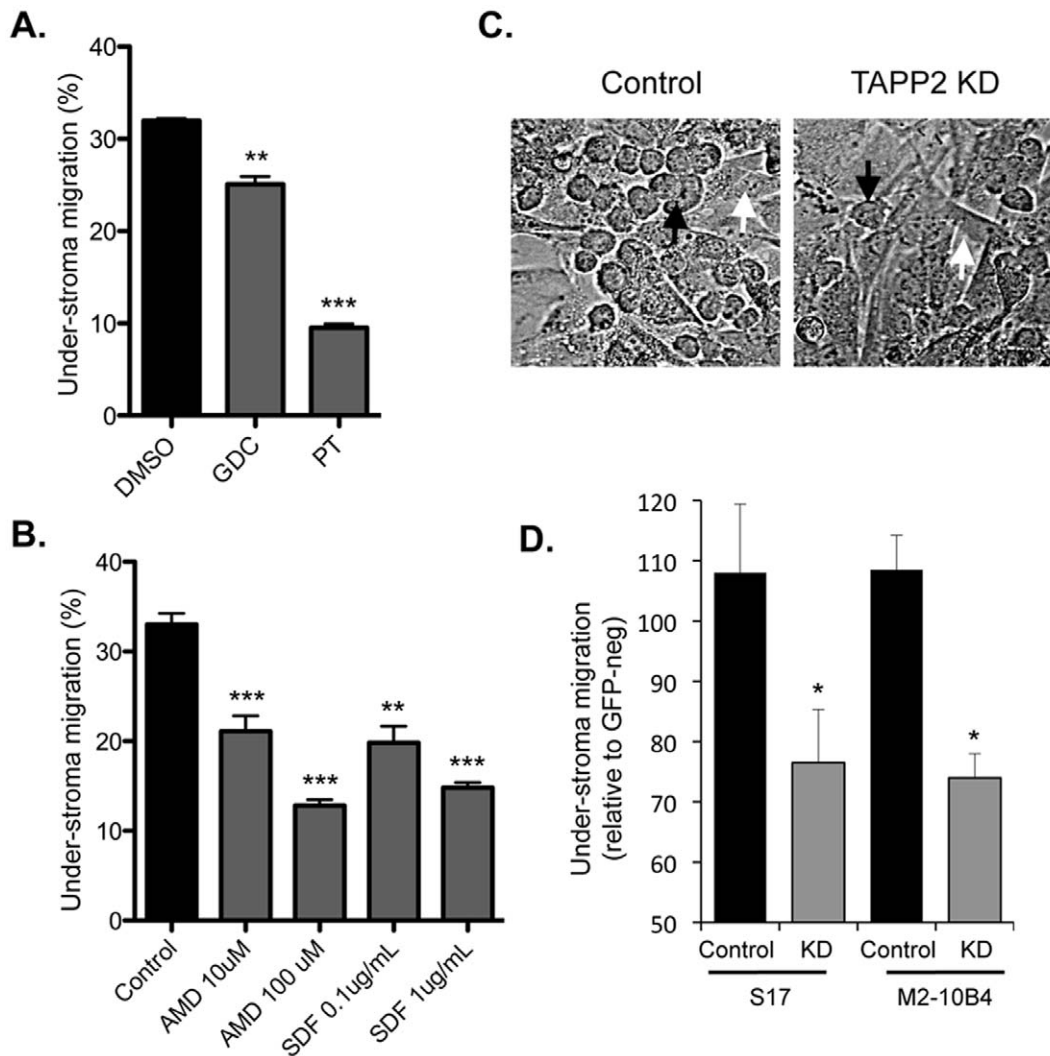 A.
Under-stroma migration (%)
40
30
20
10
0
**
***
DMSO
GDC
PT
B.
Under-stroma migration (%)
40
30
20
10
0
***
***
**
***
Control
AMD 10uM
AMD 100 uM
SDF 0.1ug/mL
SDF 1ug/mL
C.
Control
TAPP2 KD
D.
Under-stroma migration
(relative to GFP-neg)
120
110
100
90
80
70
60
50
*
*
Control
KD
Control
KD
S17
M2-10B4